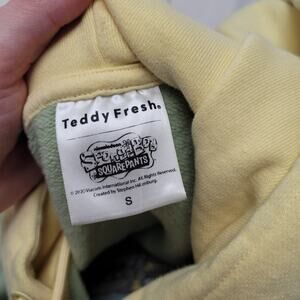 Teddy Fresh®
nickelodeon
SPONGEBOB
SQUAREPANTS
© 2020 Viacom International Inc. All Rights Reserved.
Created by Stephen Hillenburg.
S